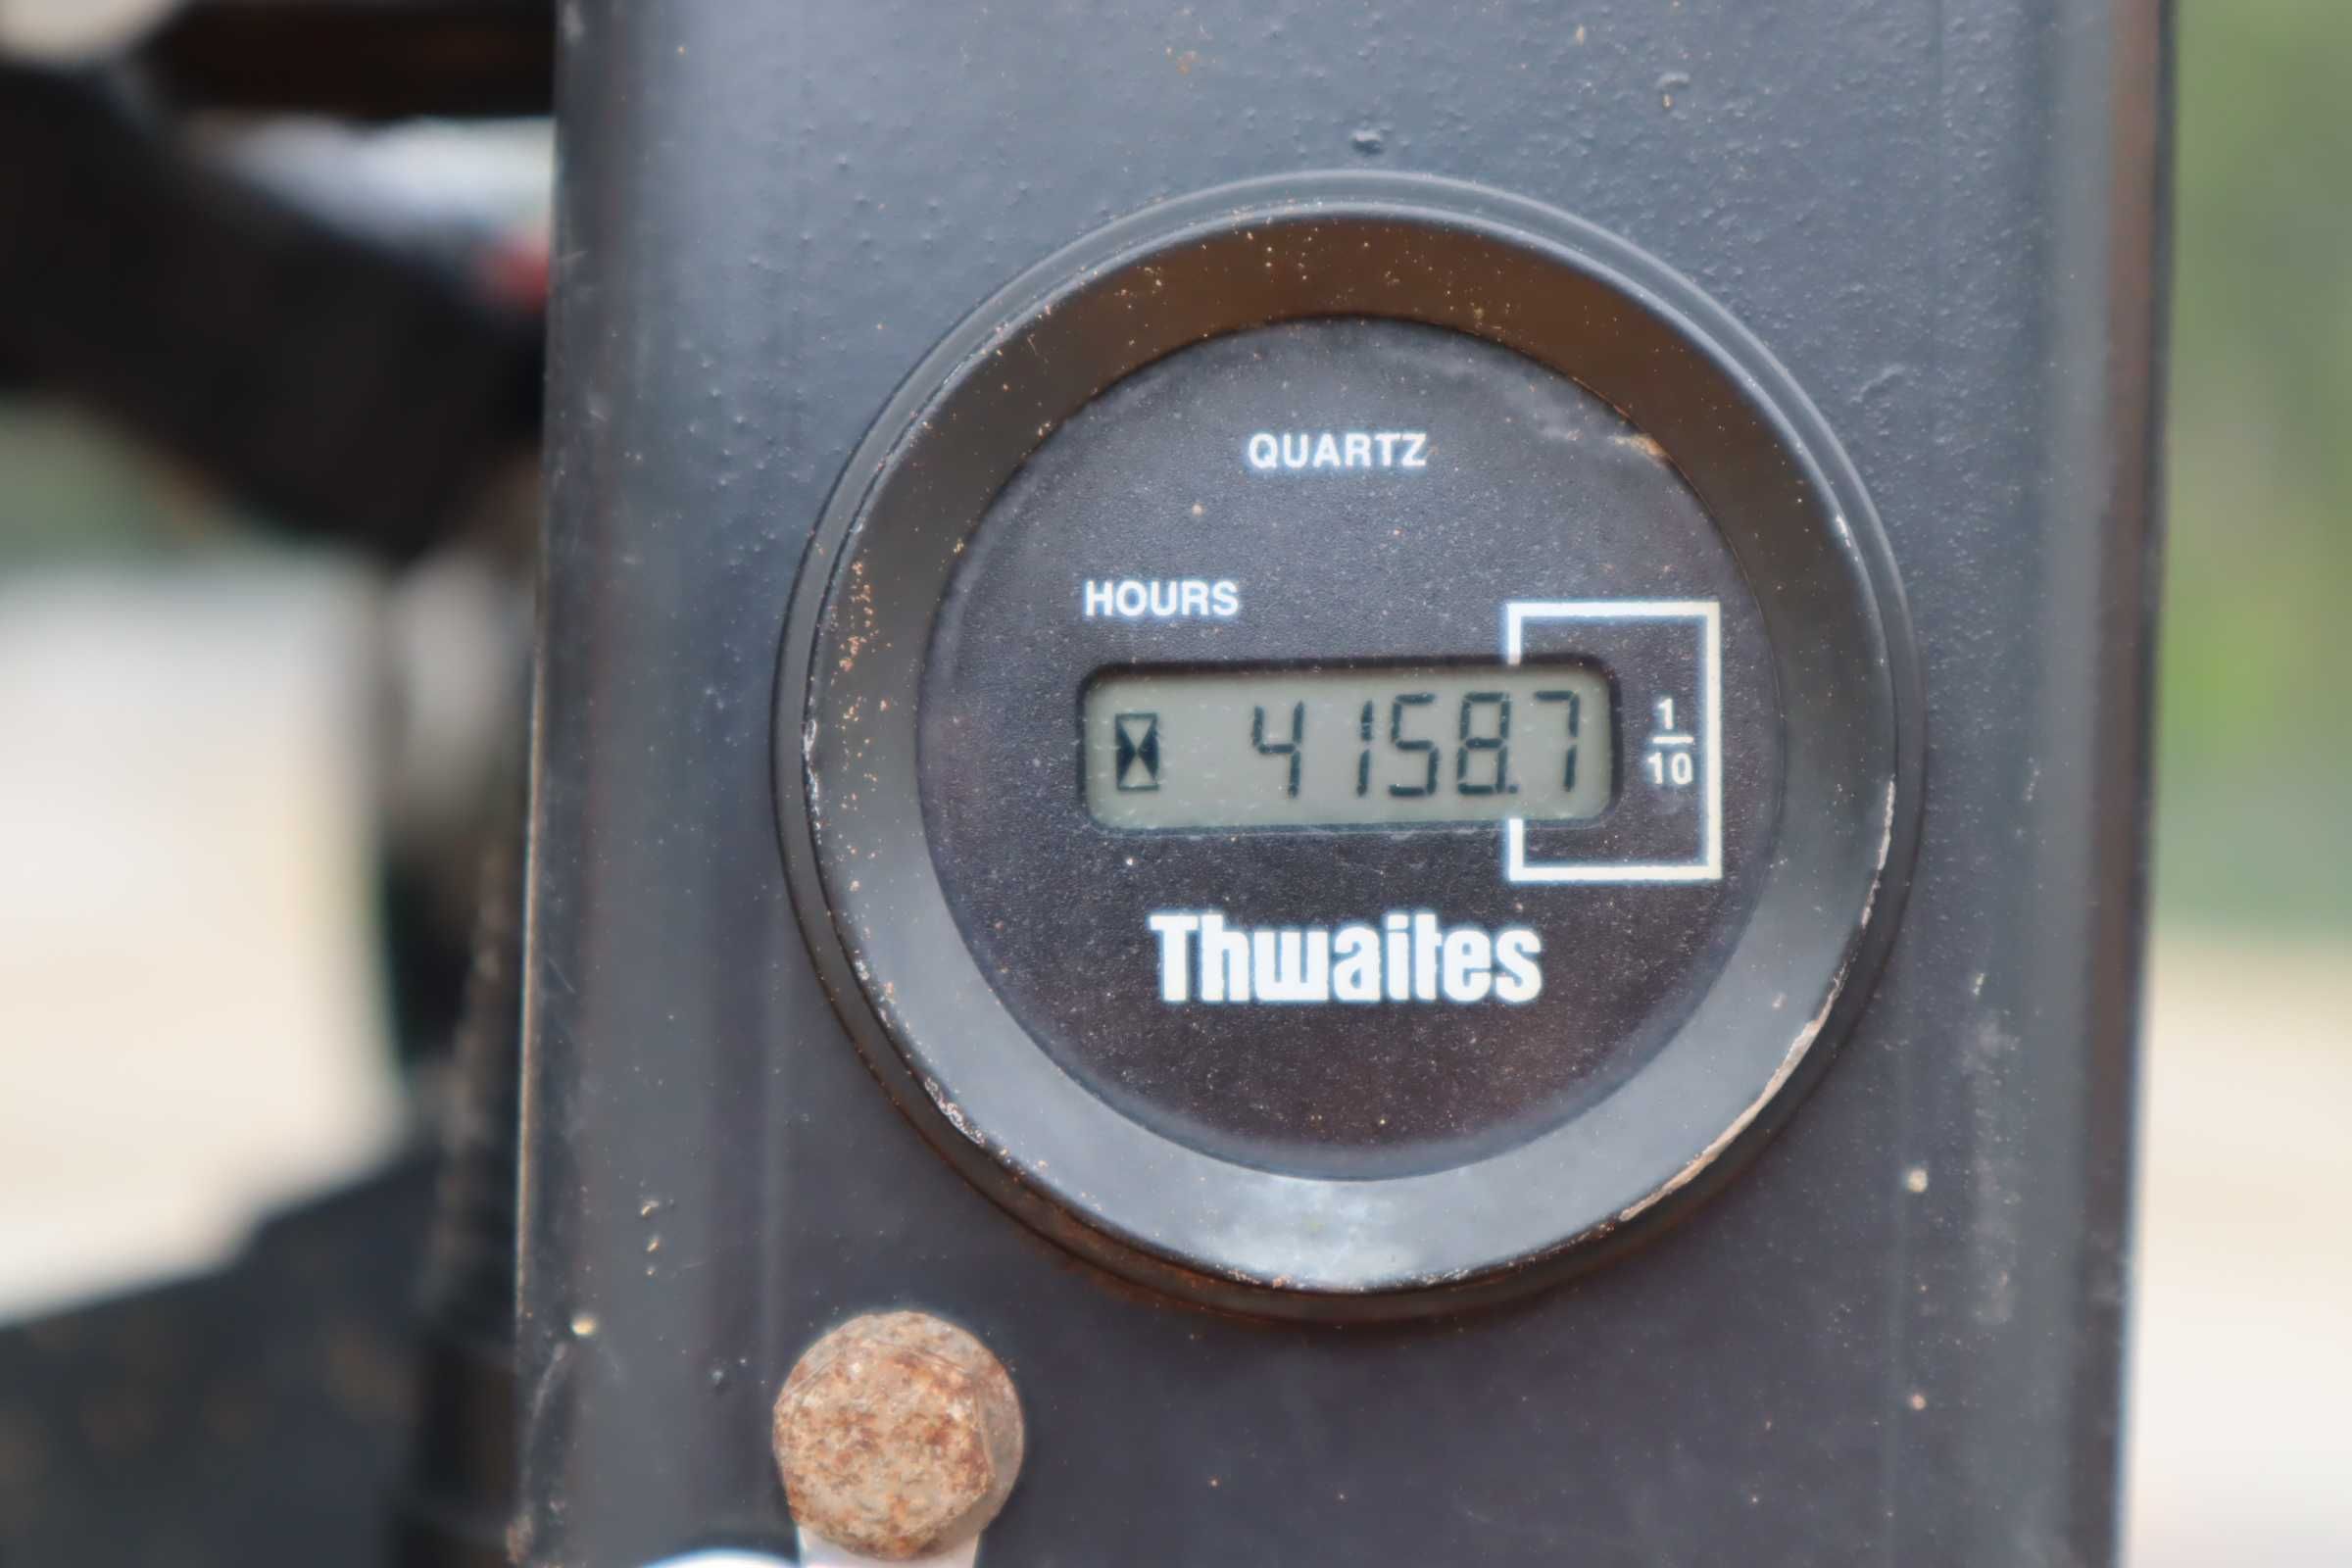 QUARTZ
HOURS
4158.7
1
10
Thwaites